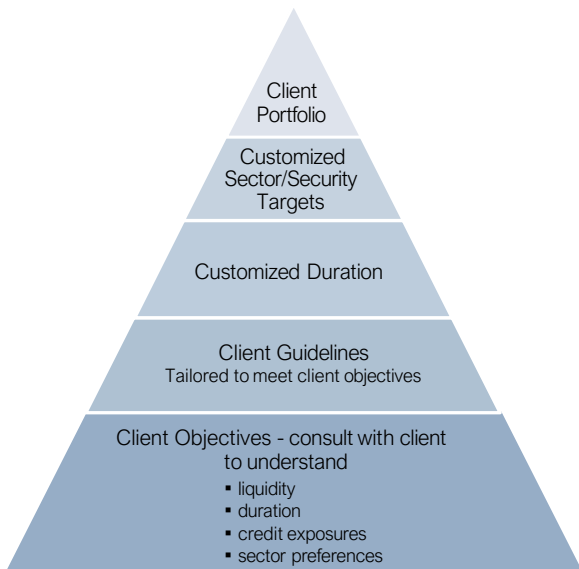 Client
Portfolio
Customized
Sector/Security
Targets
Customized Duration
Client Guidelines
Tailored to meet client objectives
Client Objectives - consult with client
to understand
▪ liquidity
▪ duration
▪ credit exposures
▪ sector preferences